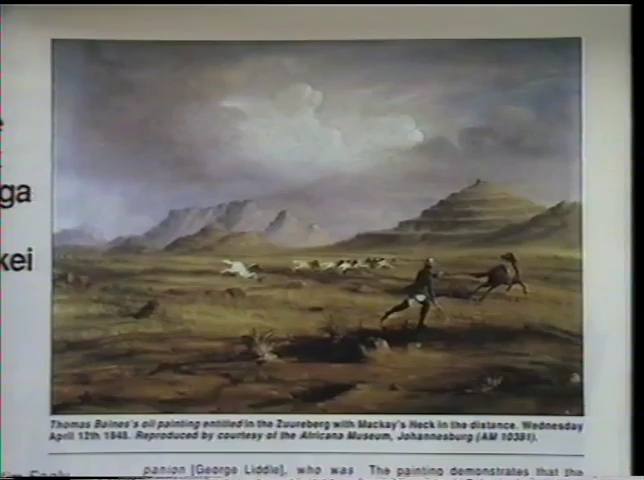 ga
kei
Thomas Baines's oil painting entitled In the Zuureberg with Mackay's Neck in the distance. Wednesday
April 12th 1848. Reproduced by courtesy of the Africana Museum, Johannesburg (AM 10351).
panion [George Liddle], who was
The painting demonstrates that the